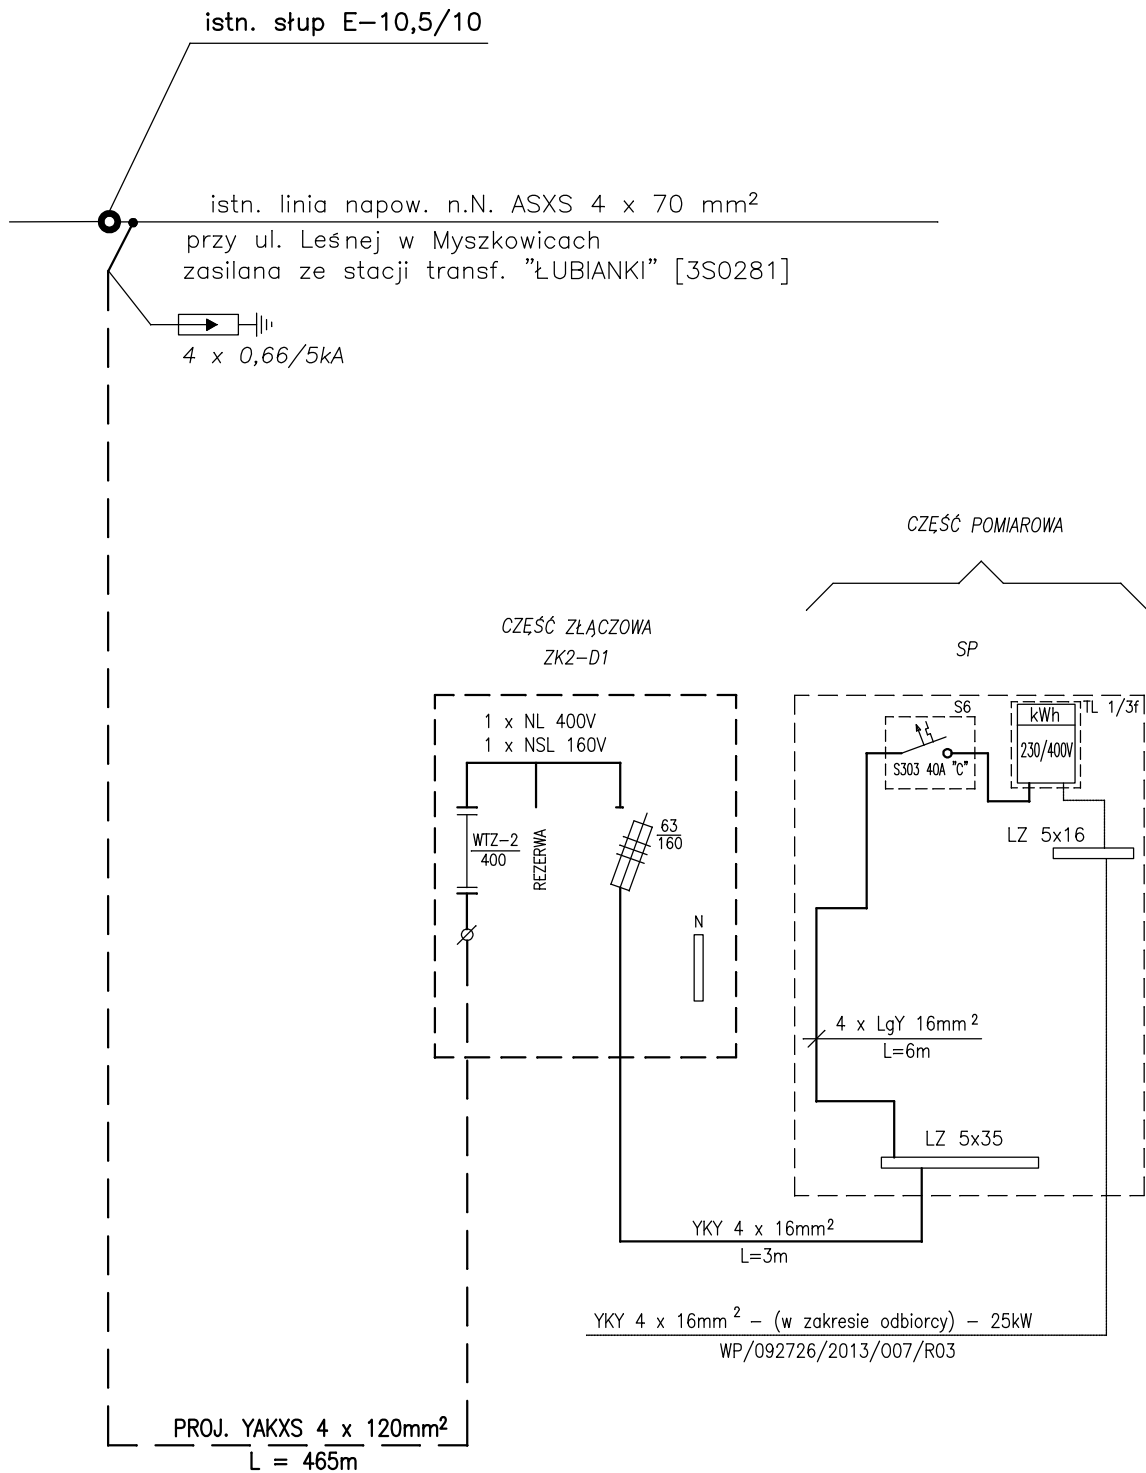 istn. słup E-10,5/10
istn. linia napow. n.N. ASXS 4 x 70 mm²
przy ul. Leśnej w Myszkowicach
zasilana ze stacji transf. "ŁUBIANKI" [3S0281]
4 x 0,66/5kA
CZĘŚĆ POMIAROWA
CZĘŚĆ ZŁĄCZOWA
ZK2-D1
SP
1 x NL 400V
1 x NSL 160V
S6
kWh
TL 1/3f
230/400V
S303 40A "C"
WTZ-2
400
REZERWA
63
160
LZ 5x16
N
4 x LgY 16mm²
L=6m
LZ 5x35
YKY 4 x 16mm²
L=3m
YKY 4 x 16mm² - (w zakresie odbiorcy) - 25kW
WP/092726/2013/O07/R03
PROJ. YAKXS 4 x 120mm²
L = 465m